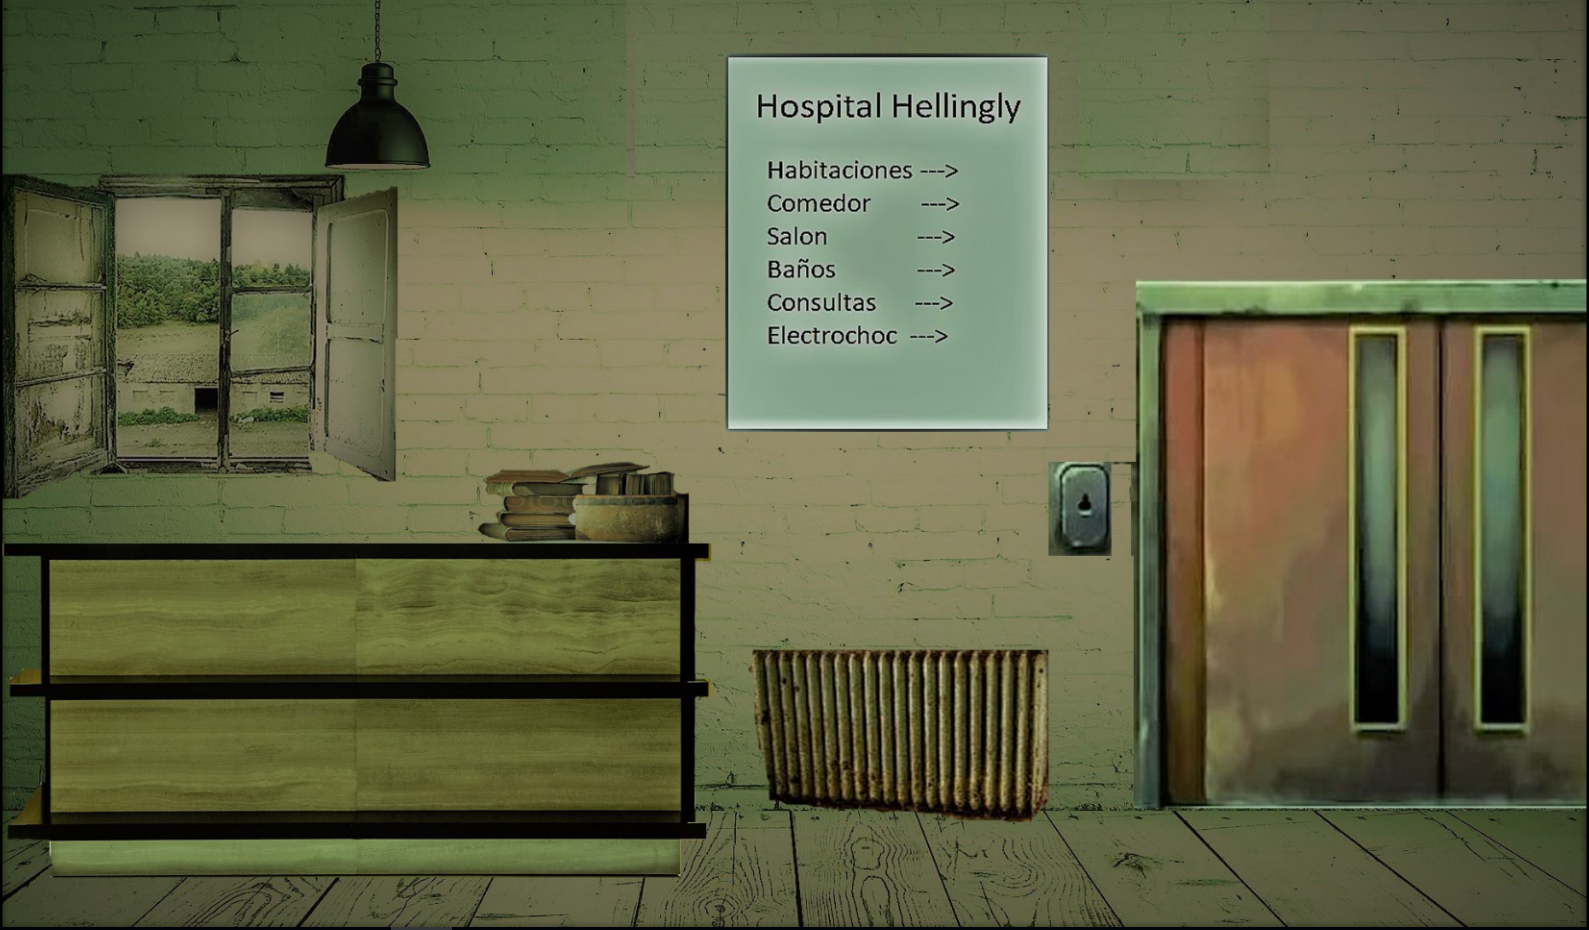 Hospital Hellingly
Habitaciones --->
Comedor --->
Salon --->
Baños --->
Consultas --->
Electrochoc --->